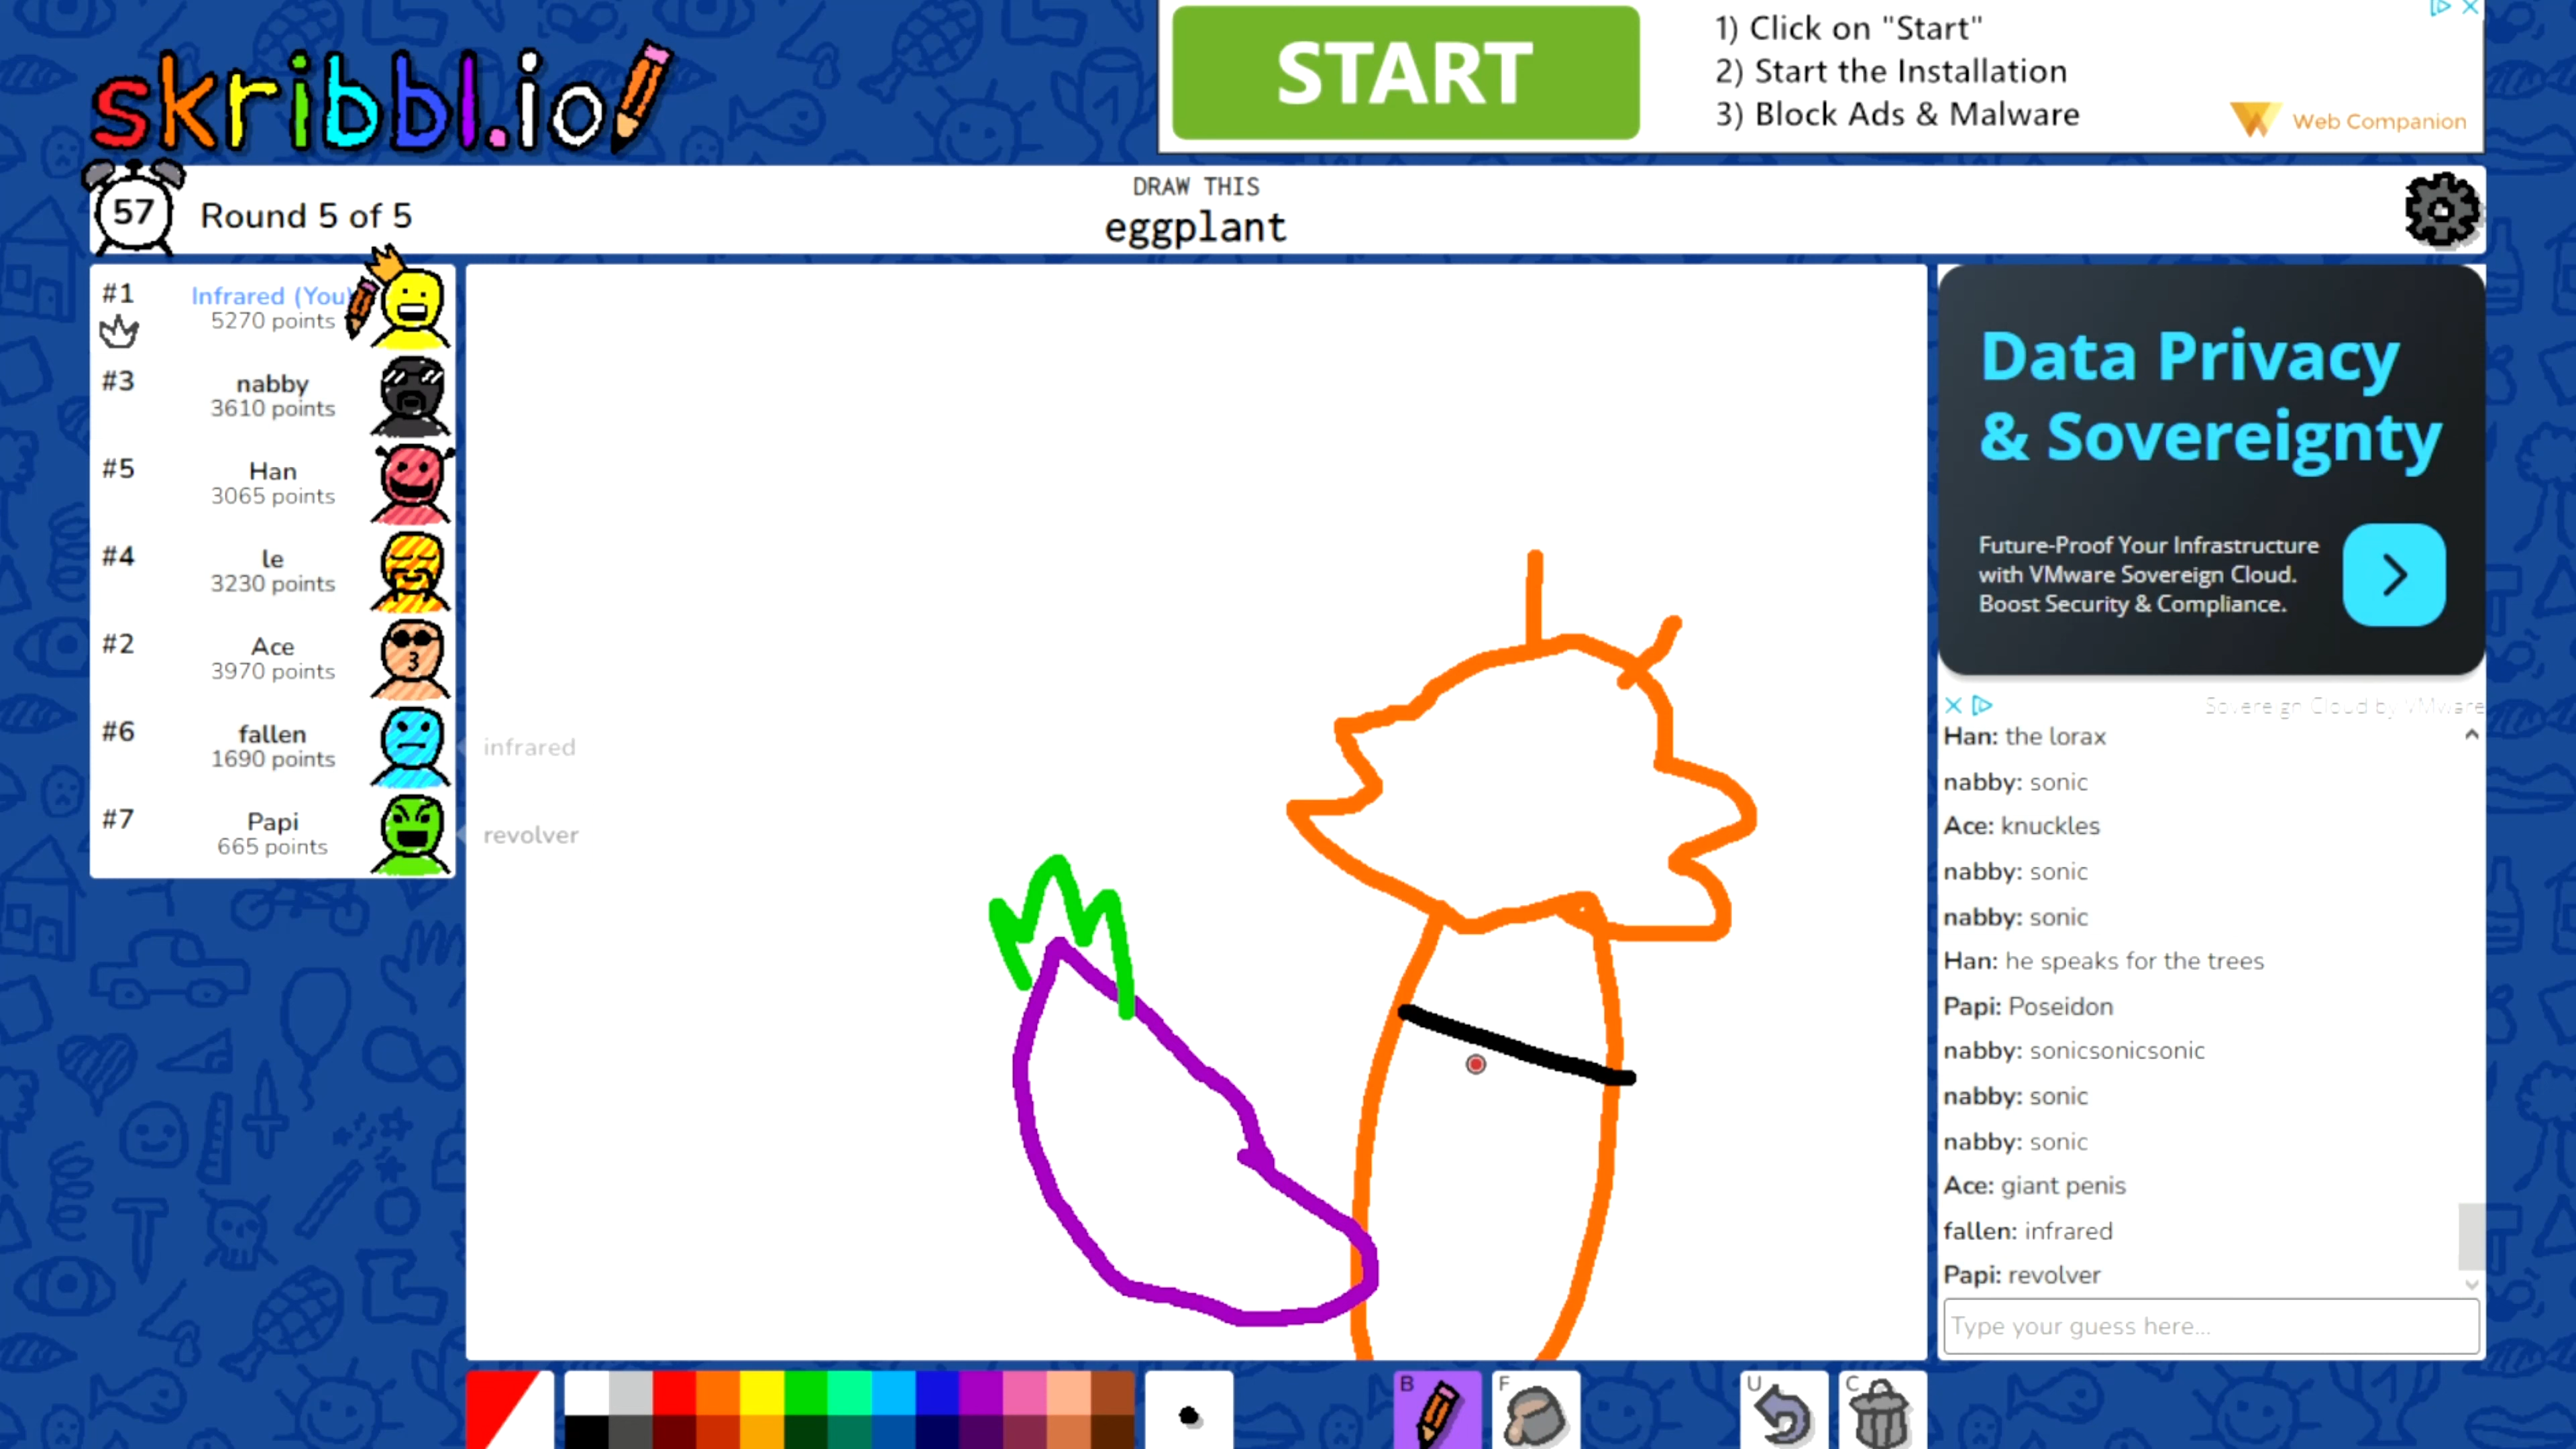 skribbl.io
START
1) Click on "Start"
2) Start the Installation
3) Block Ads & Malware
Web Companion
57
Round 5 of 5
DRAW THIS
eggplant
#1
Infrared (You)
5270 points
#3
nabby
3610 points
#5
Han
3065 points
#4
le
3230 points
#2
Ace
3970 points
#6
fallen
1690 points
infrared
#7
Papi
665 points
revolver
Data Privacy
& Sovereignty
Future-Proof Your Infrastructure
with VMware Sovereign Cloud.
Boost Security & Compliance.
Sovereign Cloud by VMware
Han: the lorax
nabby: sonic
Ace: knuckles
nabby: sonic
nabby: sonic
Han: he speaks for the trees
Papi: Poseidon
nabby: sonicsonicsonic
nabby: sonic
nabby: sonic
Ace: giant penis
fallen: infrared
Papi: revolver
Type your guess here...
B
F
U
C